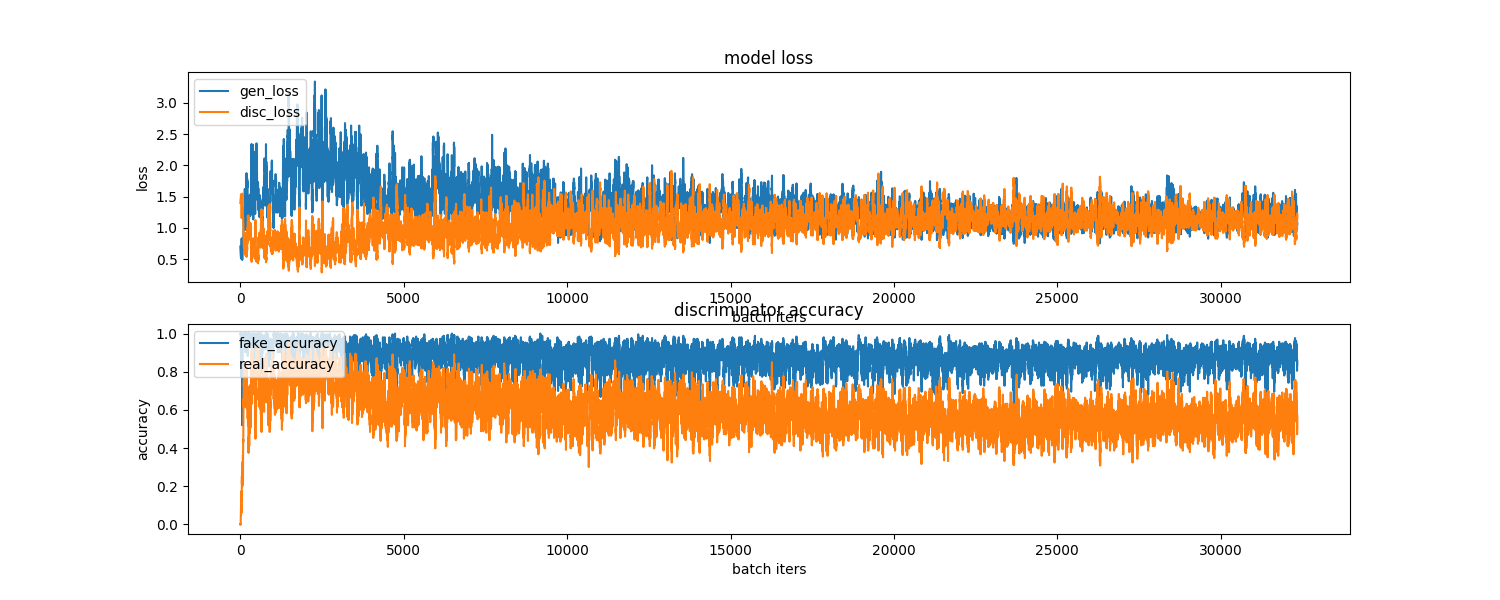 model loss
gen_loss
disc_loss
3.0
2.5
2.0
1.5
1.0
0.5
loss
0 5000 10000 15000 20000 25000 30000
batch iters
discriminator accuracy
fake_accuracy
real_accuracy
1.0
0.8
0.6
0.4
0.2
0.0
accuracy
0 5000 10000 15000 20000 25000 30000
batch iters